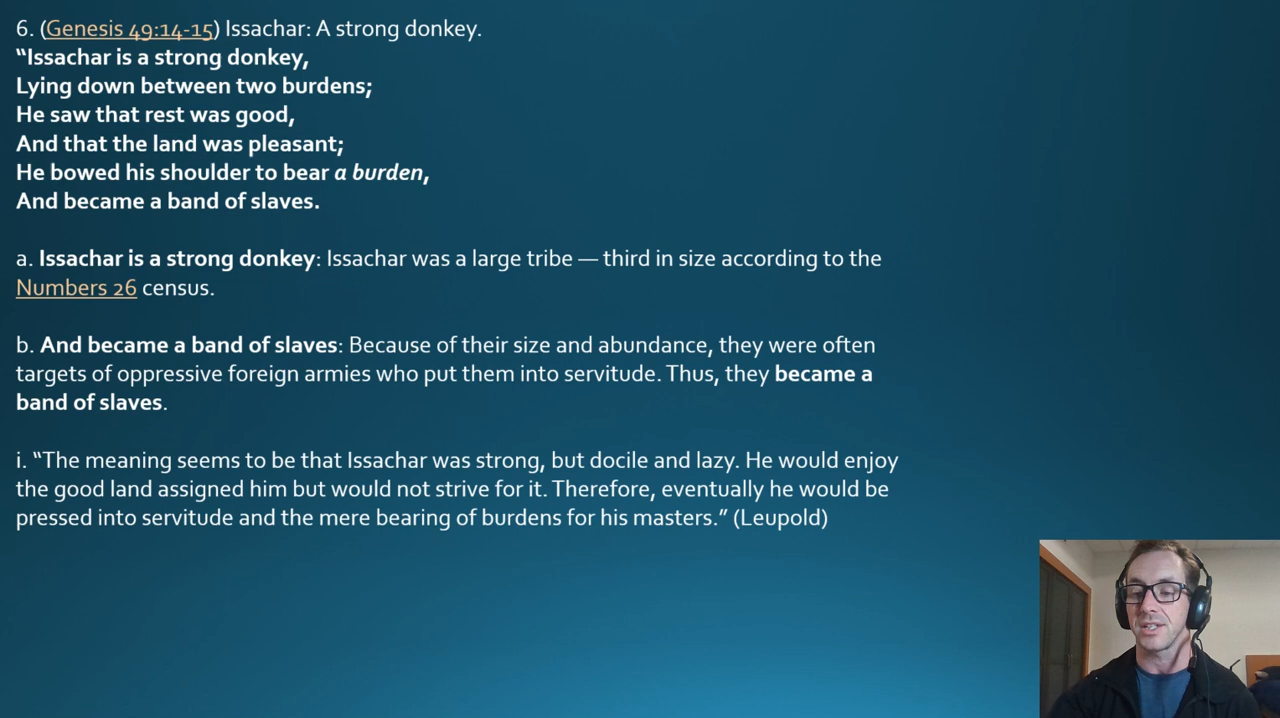 6. (Genesis 49:14-15) Issachar: A strong donkey.
“Issachar is a strong donkey,
Lying down between two burdens;
He saw that rest was good,
And that the land was pleasant;
He bowed his shoulder to bear a burden,
And became a band of slaves.
a. Issachar is a strong donkey: Issachar was a large tribe — third in size according to the
Numbers 26 census.
b. And became a band of slaves: Because of their size and abundance, they were often
targets of oppressive foreign armies who put them into servitude. Thus, they became a
band of slaves.
i. “The meaning seems to be that Issachar was strong, but docile and lazy. He would enjoy
the good land assigned him but would not strive for it. Therefore, eventually he would be
pressed into servitude and the mere bearing of burdens for his masters.” (Leupold)